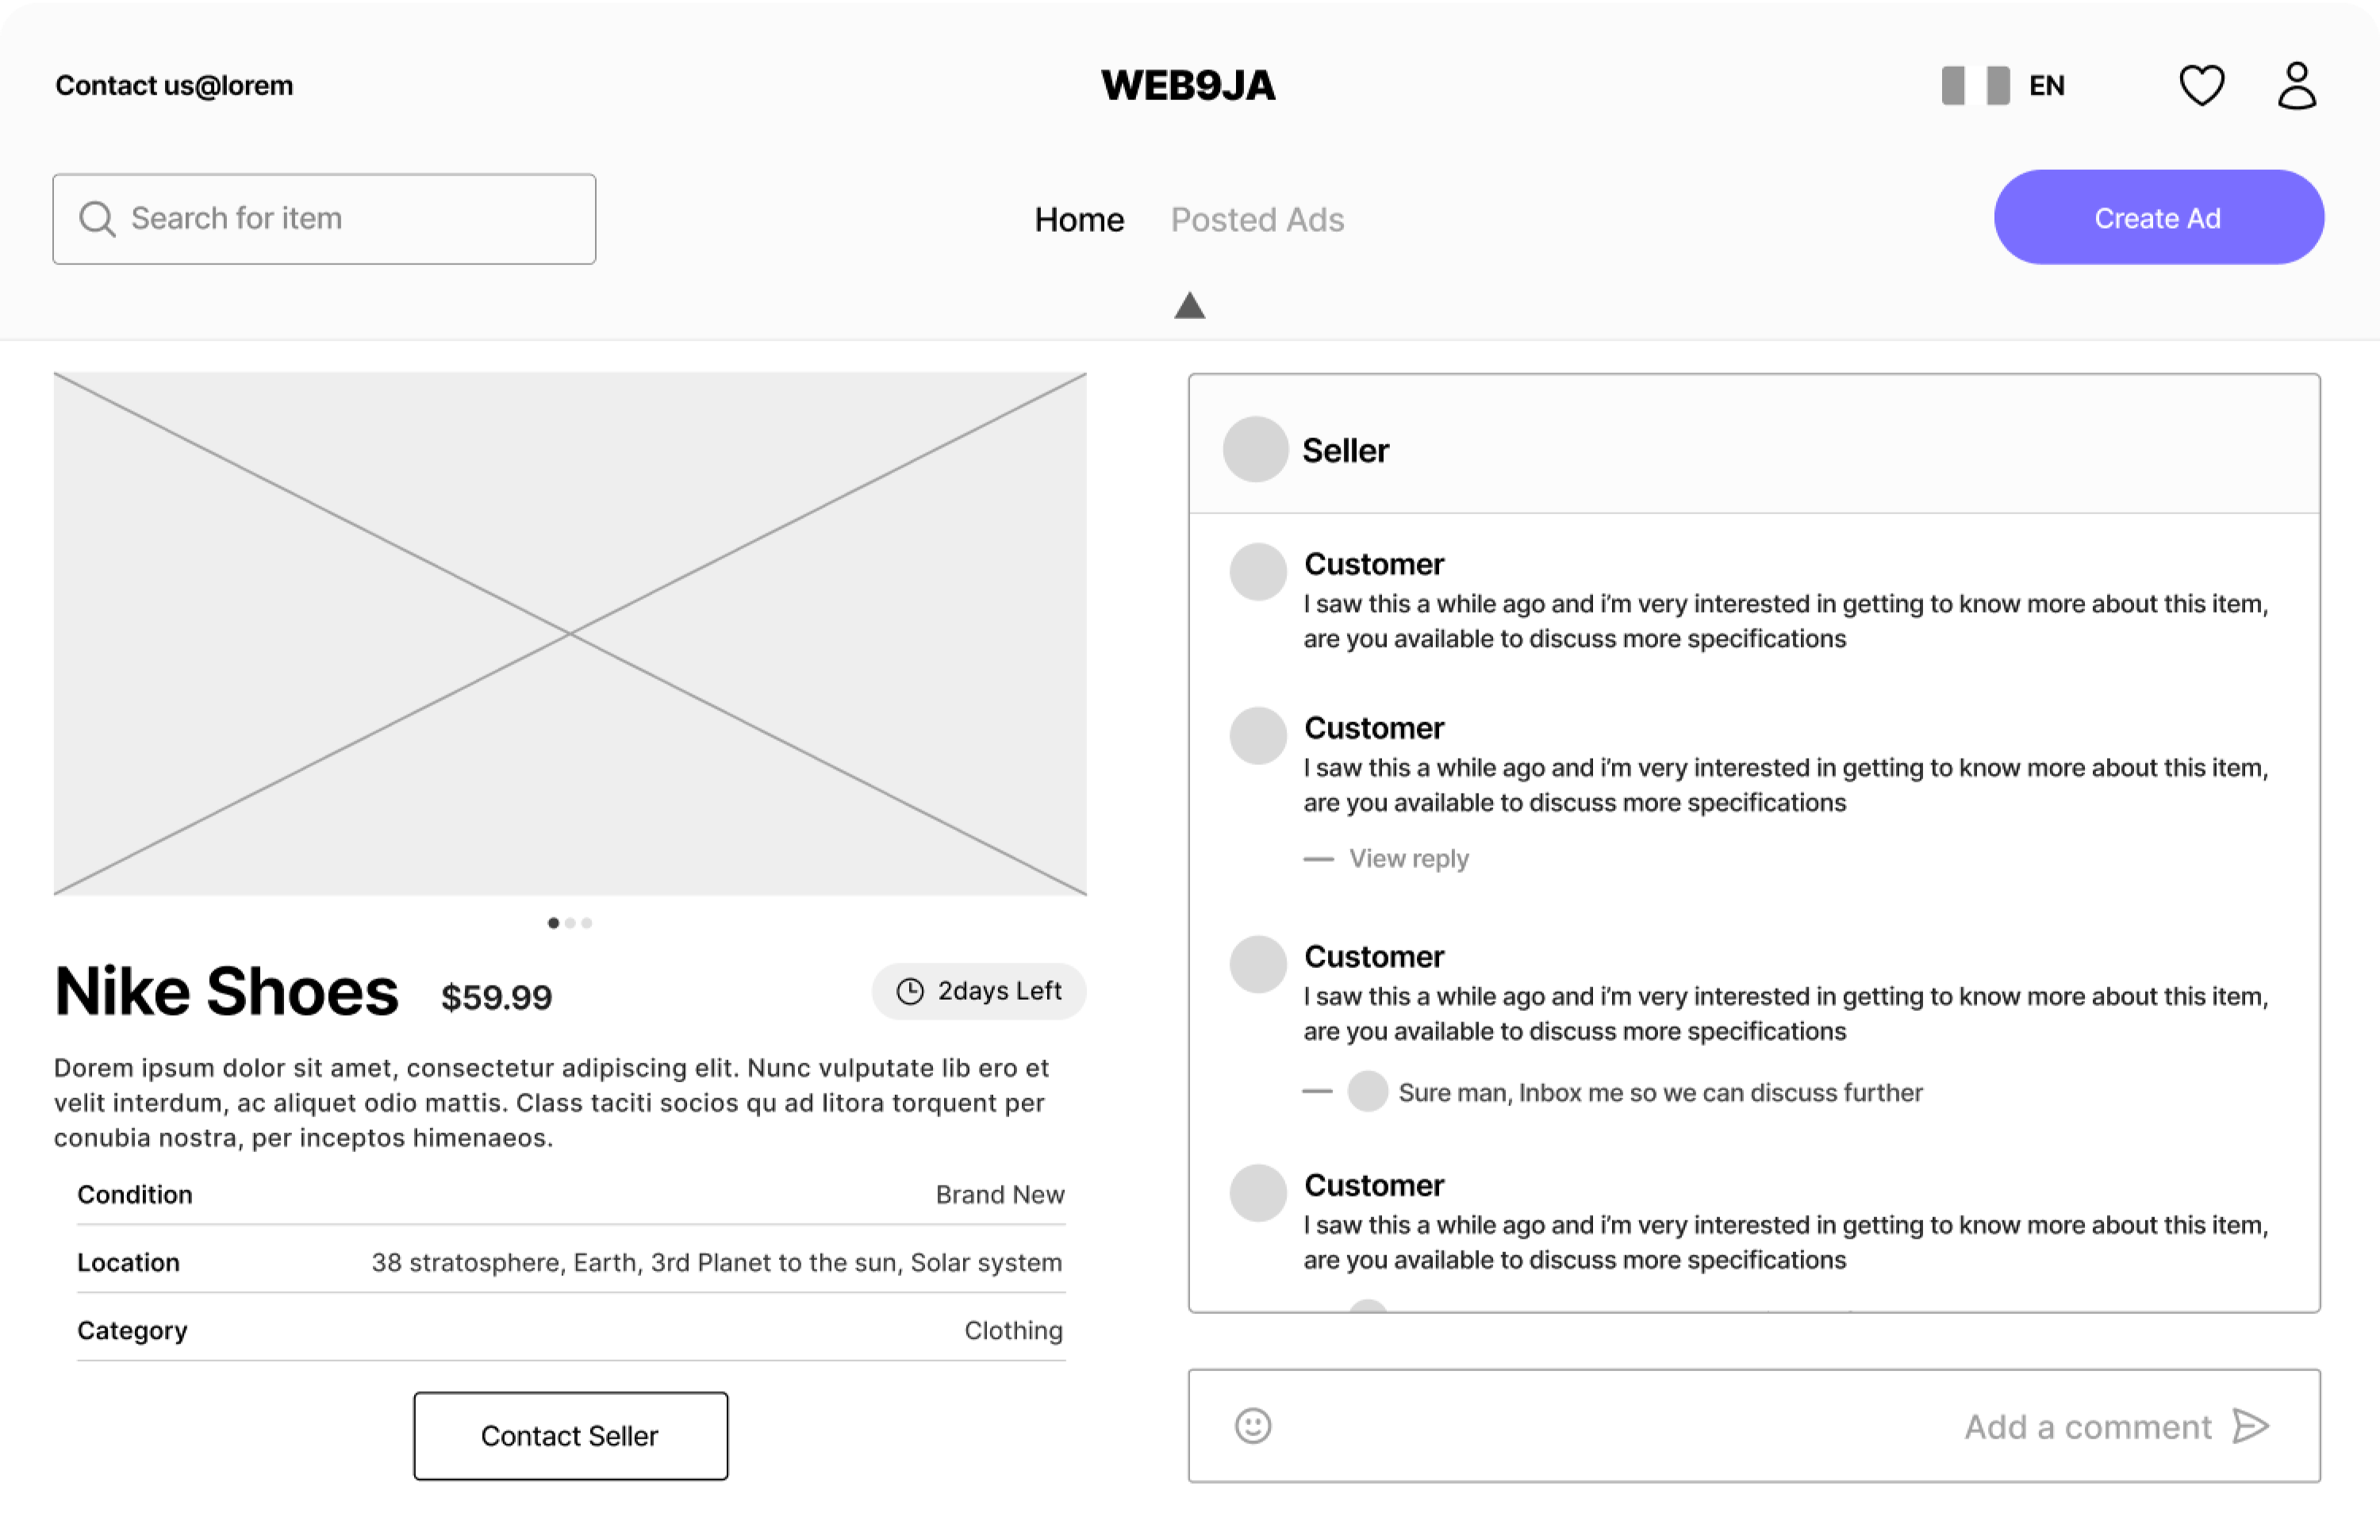 Contact us@lorem
WEB9JA
EN
Search for item
Home
Posted Ads
Create Ad
Nike Shoes
$59.99
2days Left
Dorem ipsum dolor sit amet, consectetur adipiscing elit. Nunc vulputate lib ero et
velit interdum, ac aliquet odio mattis. Class taciti socios qu ad litora torquent per
conubia nostra, per inceptos himenaeos.
Condition
Brand New
Location
38 stratosphere, Earth, 3rd Planet to the sun, Solar system
Category
Clothing
Contact Seller
Seller
Customer
I saw this a while ago and i'm very interested in getting to know more about this item,
are you available to discuss more specifications
Customer
I saw this a while ago and i'm very interested in getting to know more about this item,
are you available to discuss more specifications
View reply
Customer
I saw this a while ago and i'm very interested in getting to know more about this item,
are you available to discuss more specifications
Sure man, Inbox me so we can discuss further
Customer
I saw this a while ago and i'm very interested in getting to know more about this item,
are you available to discuss more specifications
Add a comment